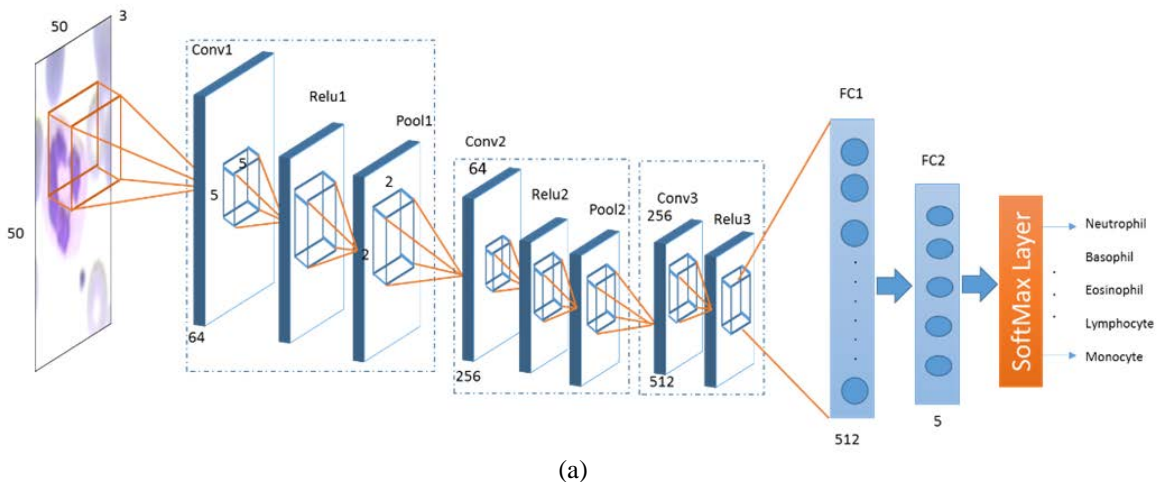 50
3
50
Conv1
5
5
64
Relu1
Pool1
2
2
Conv2
64
256
Relu2
Pool2
Conv3
256
512
Relu3
FC1
512
FC2
5
SoftMax Layer
Neutrophil
Basophil
Eosinophil
Lymphocyte
Monocyte
(a)